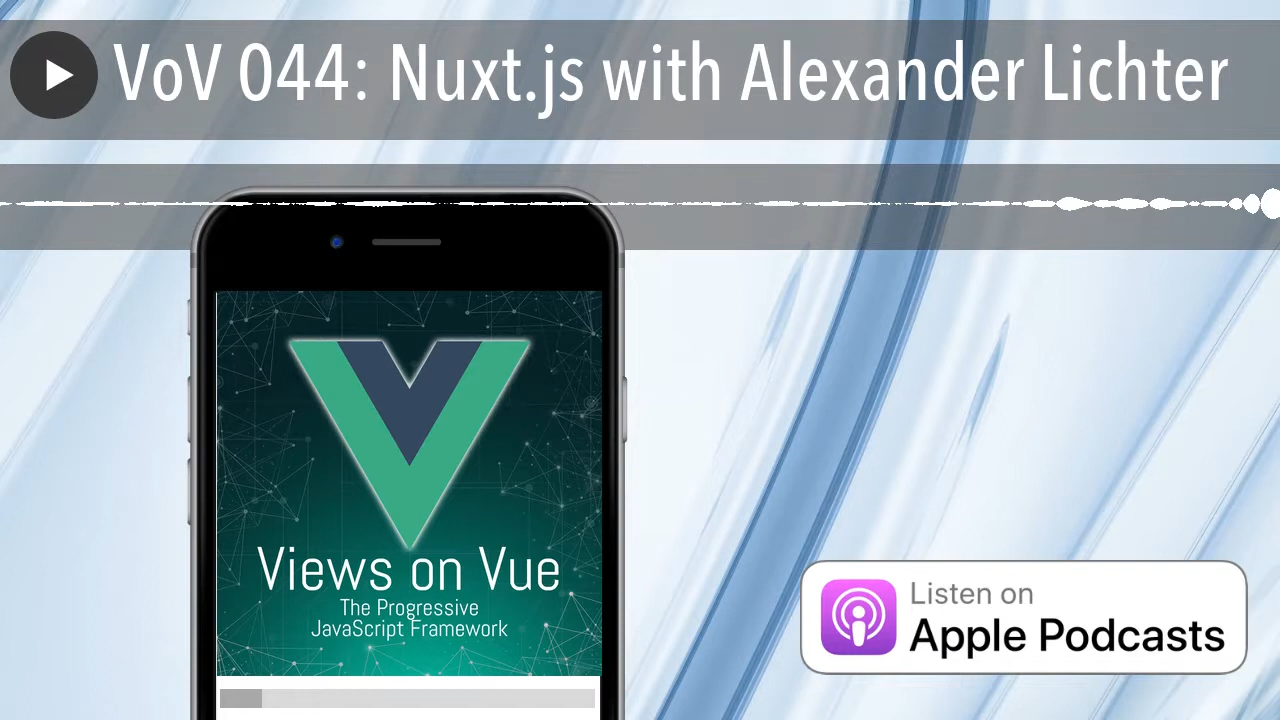 VoV 044: Nuxt.js with Alexander Lichter
Views on Vue
The Progressive
JavaScript Framework
Listen on
Apple Podcasts